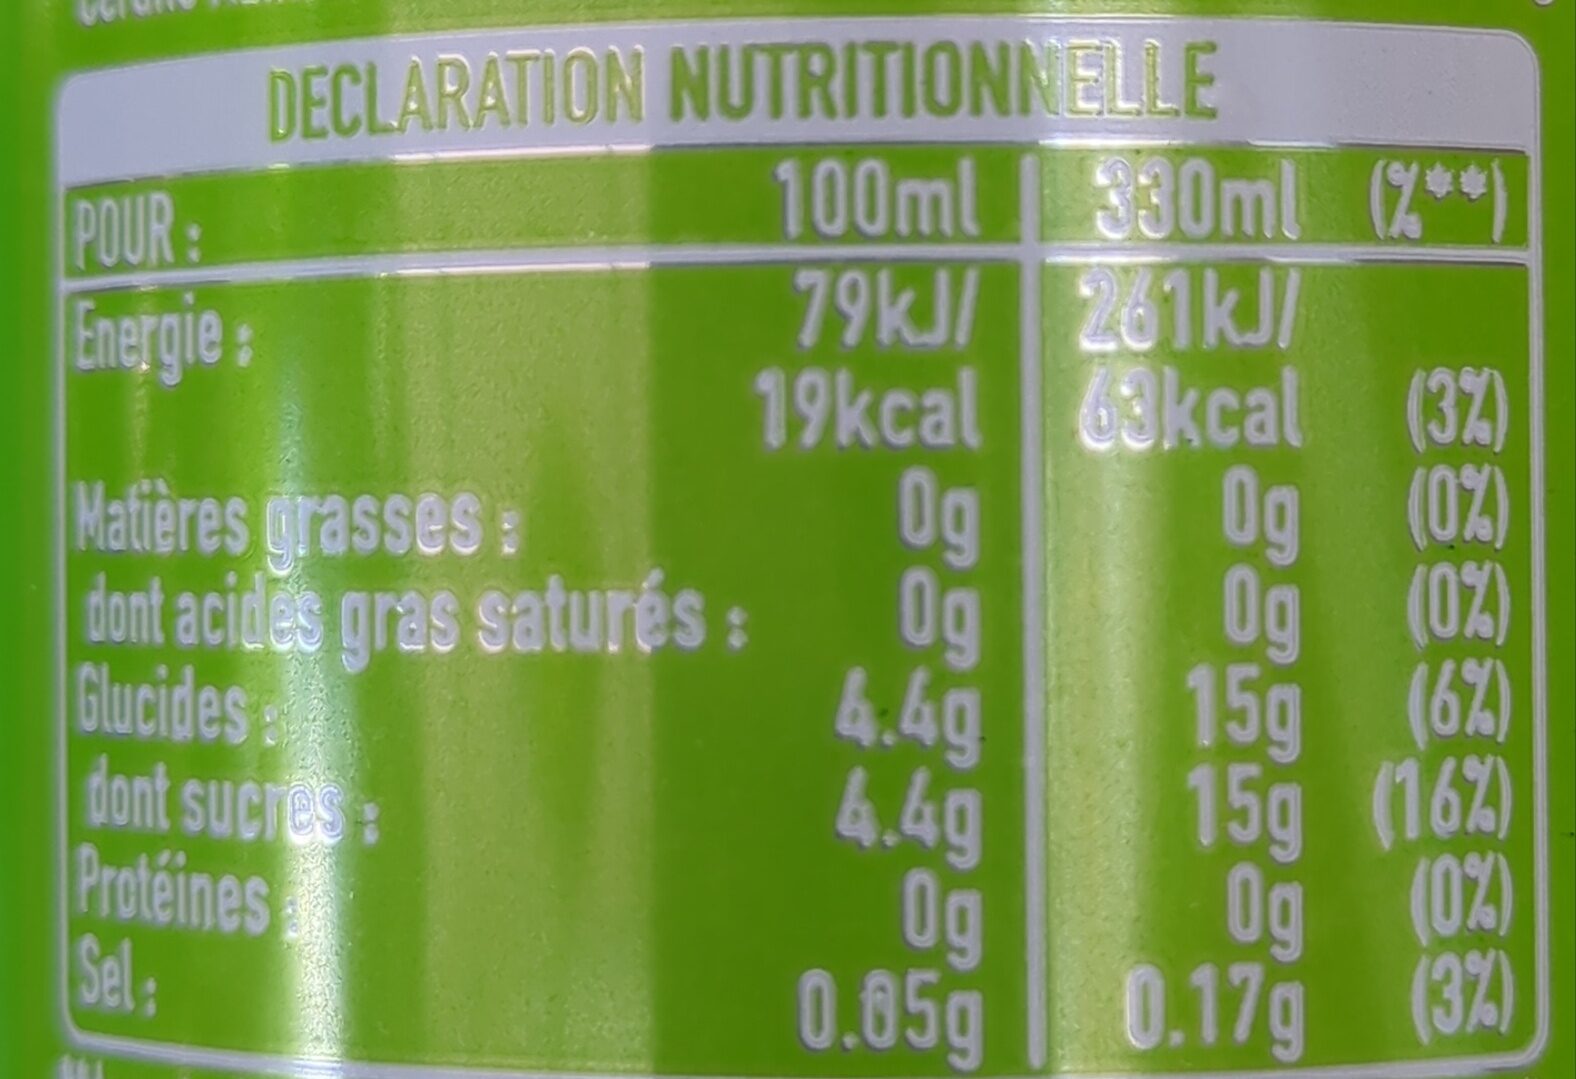 DECLARATION NUTRITIONNELLE
POUR : 100ml 330ml (%**)
Energie : 79kJ/ 261kJ/
19kcal 63kcal (3%)
Matières grasses : 0g 0g (0%)
dont acides gras saturés : 0g 0g (0%)
Glucides : 4.4g 15g (6%)
dont sucres : 4.4g 15g (16%)
Protéines : 0g 0g (0%)
Sel : 0.05g 0.17g (3%)